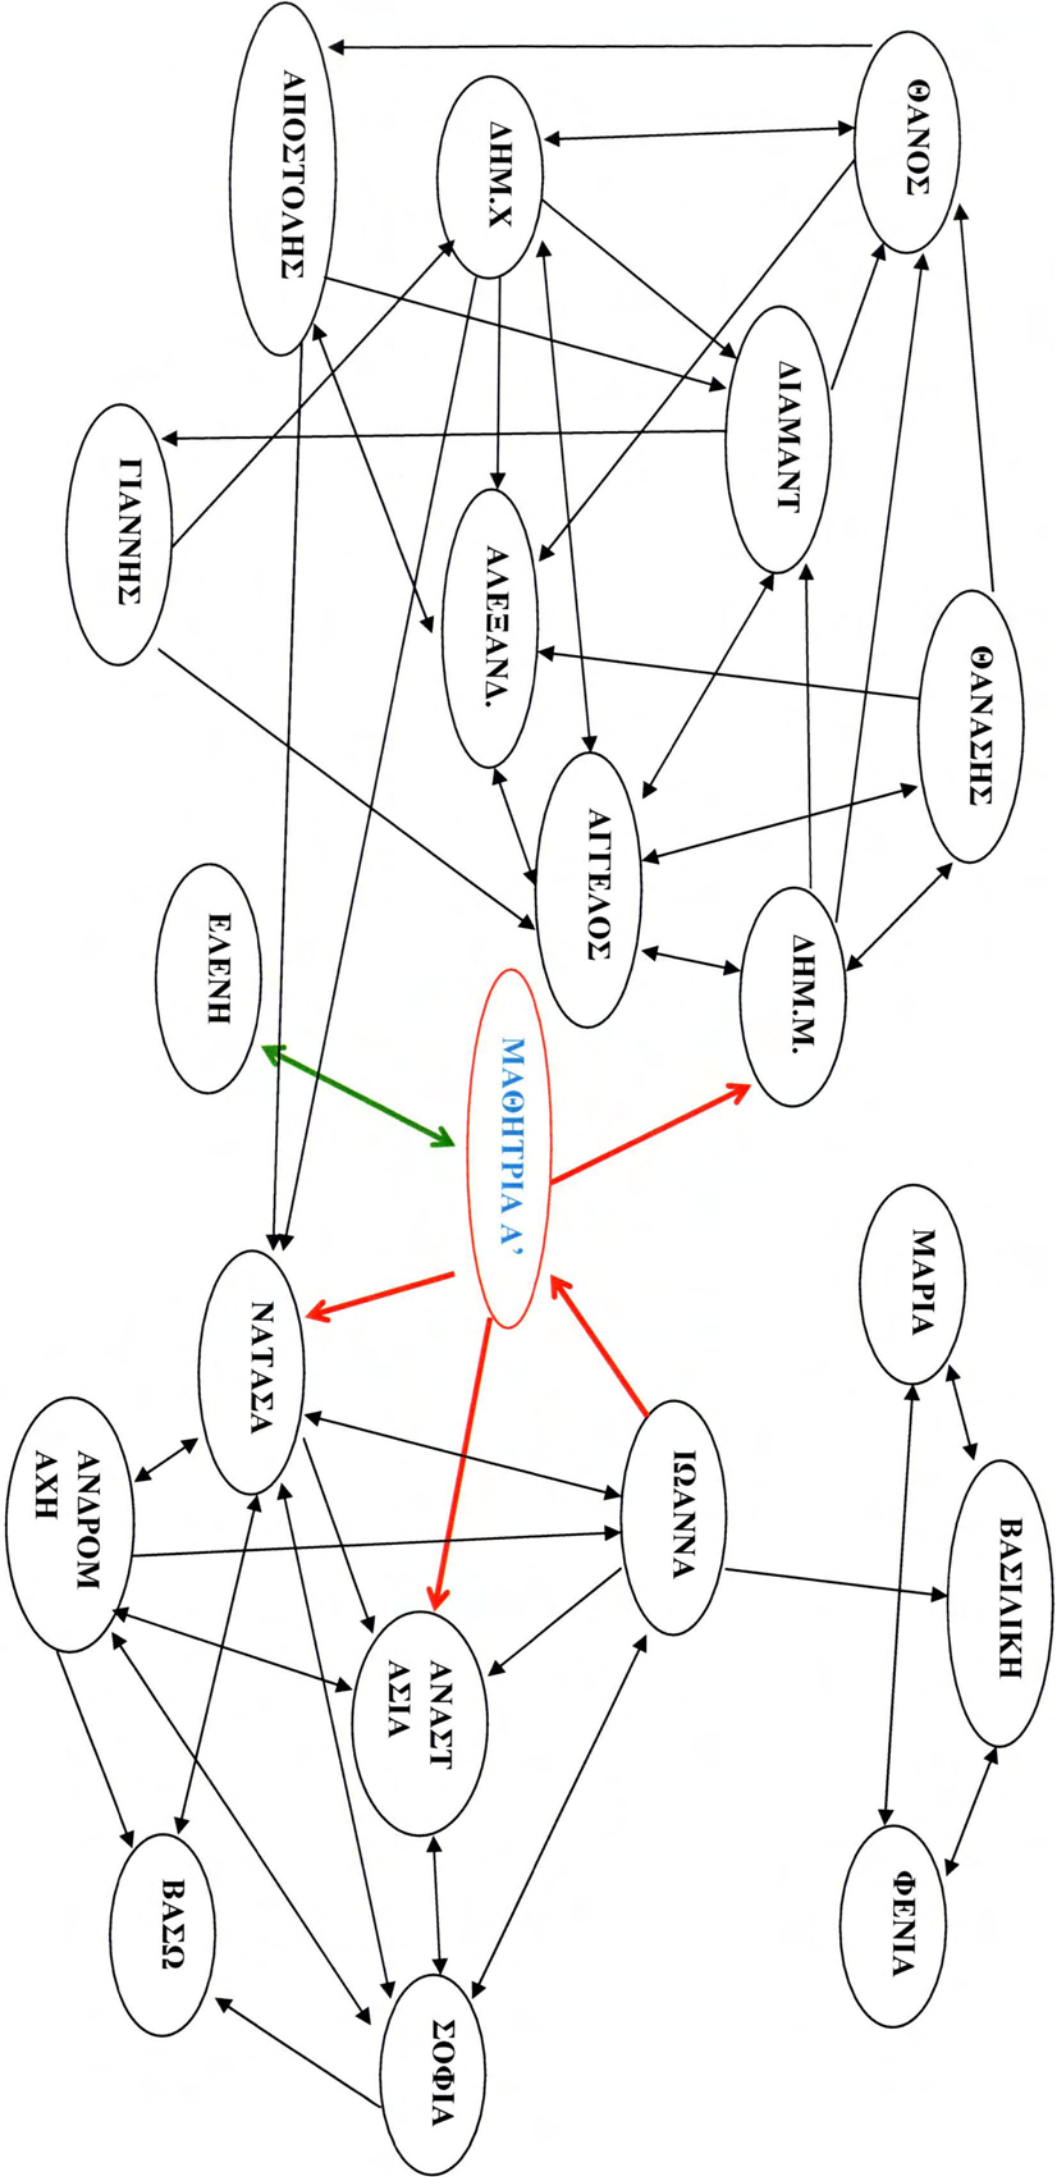 ΘΑΝΟΣ
ΘΑΝΑΣΗΣ
ΜΑΡΙΑ
ΒΑΣΙΛΙΚΗ
ΦΕΝΙΑ
ΔΙΑΜΑΝΤ
ΔΗΜ.Μ.
ΙΩΑΝΝΑ
ΔΗΜ.Χ
ΑΛΕΞΑΝΔ.
ΑΓΓΕΛΟΣ
ΜΑΘΗΤΡΙΑ Α’
ΑΝΑΣΤ
ΑΣΙΑ
ΣΟΦΙΑ
ΑΠΟΣΤΟΛΗΣ
ΓΙΑΝΝΗΣ
ΕΛΕΝΗ
ΝΑΤΑΣΑ
ΑΝΔΡΟΜ
ΑΧΗ
ΒΑΣΩ